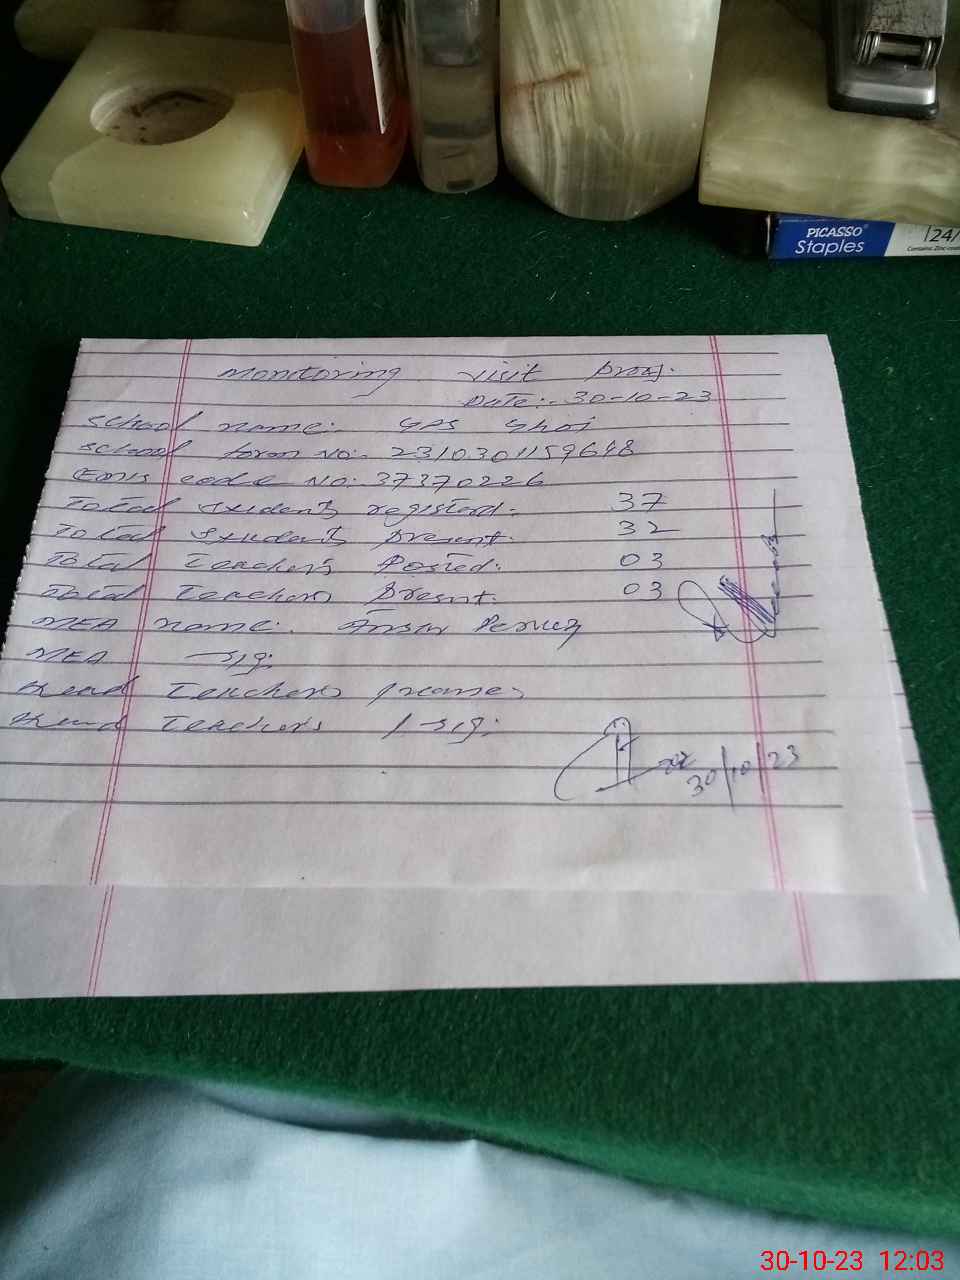 PICASSO
Staples
24/
Monitoring visit Proj.
Date:- 30-10-23
School name:- GPS Ghoi
School form No:- 2310301159648
EMIS code No:- 37370226
Total students registerd:- 37
Total students present:- 32
Total Teachers Posted:- 03
Total Teachers Present:- 03
MEA name:
MEA sig:
Head Teachers /name:
Head Teachers / sig:
30/10/23
30-10-23 12:03